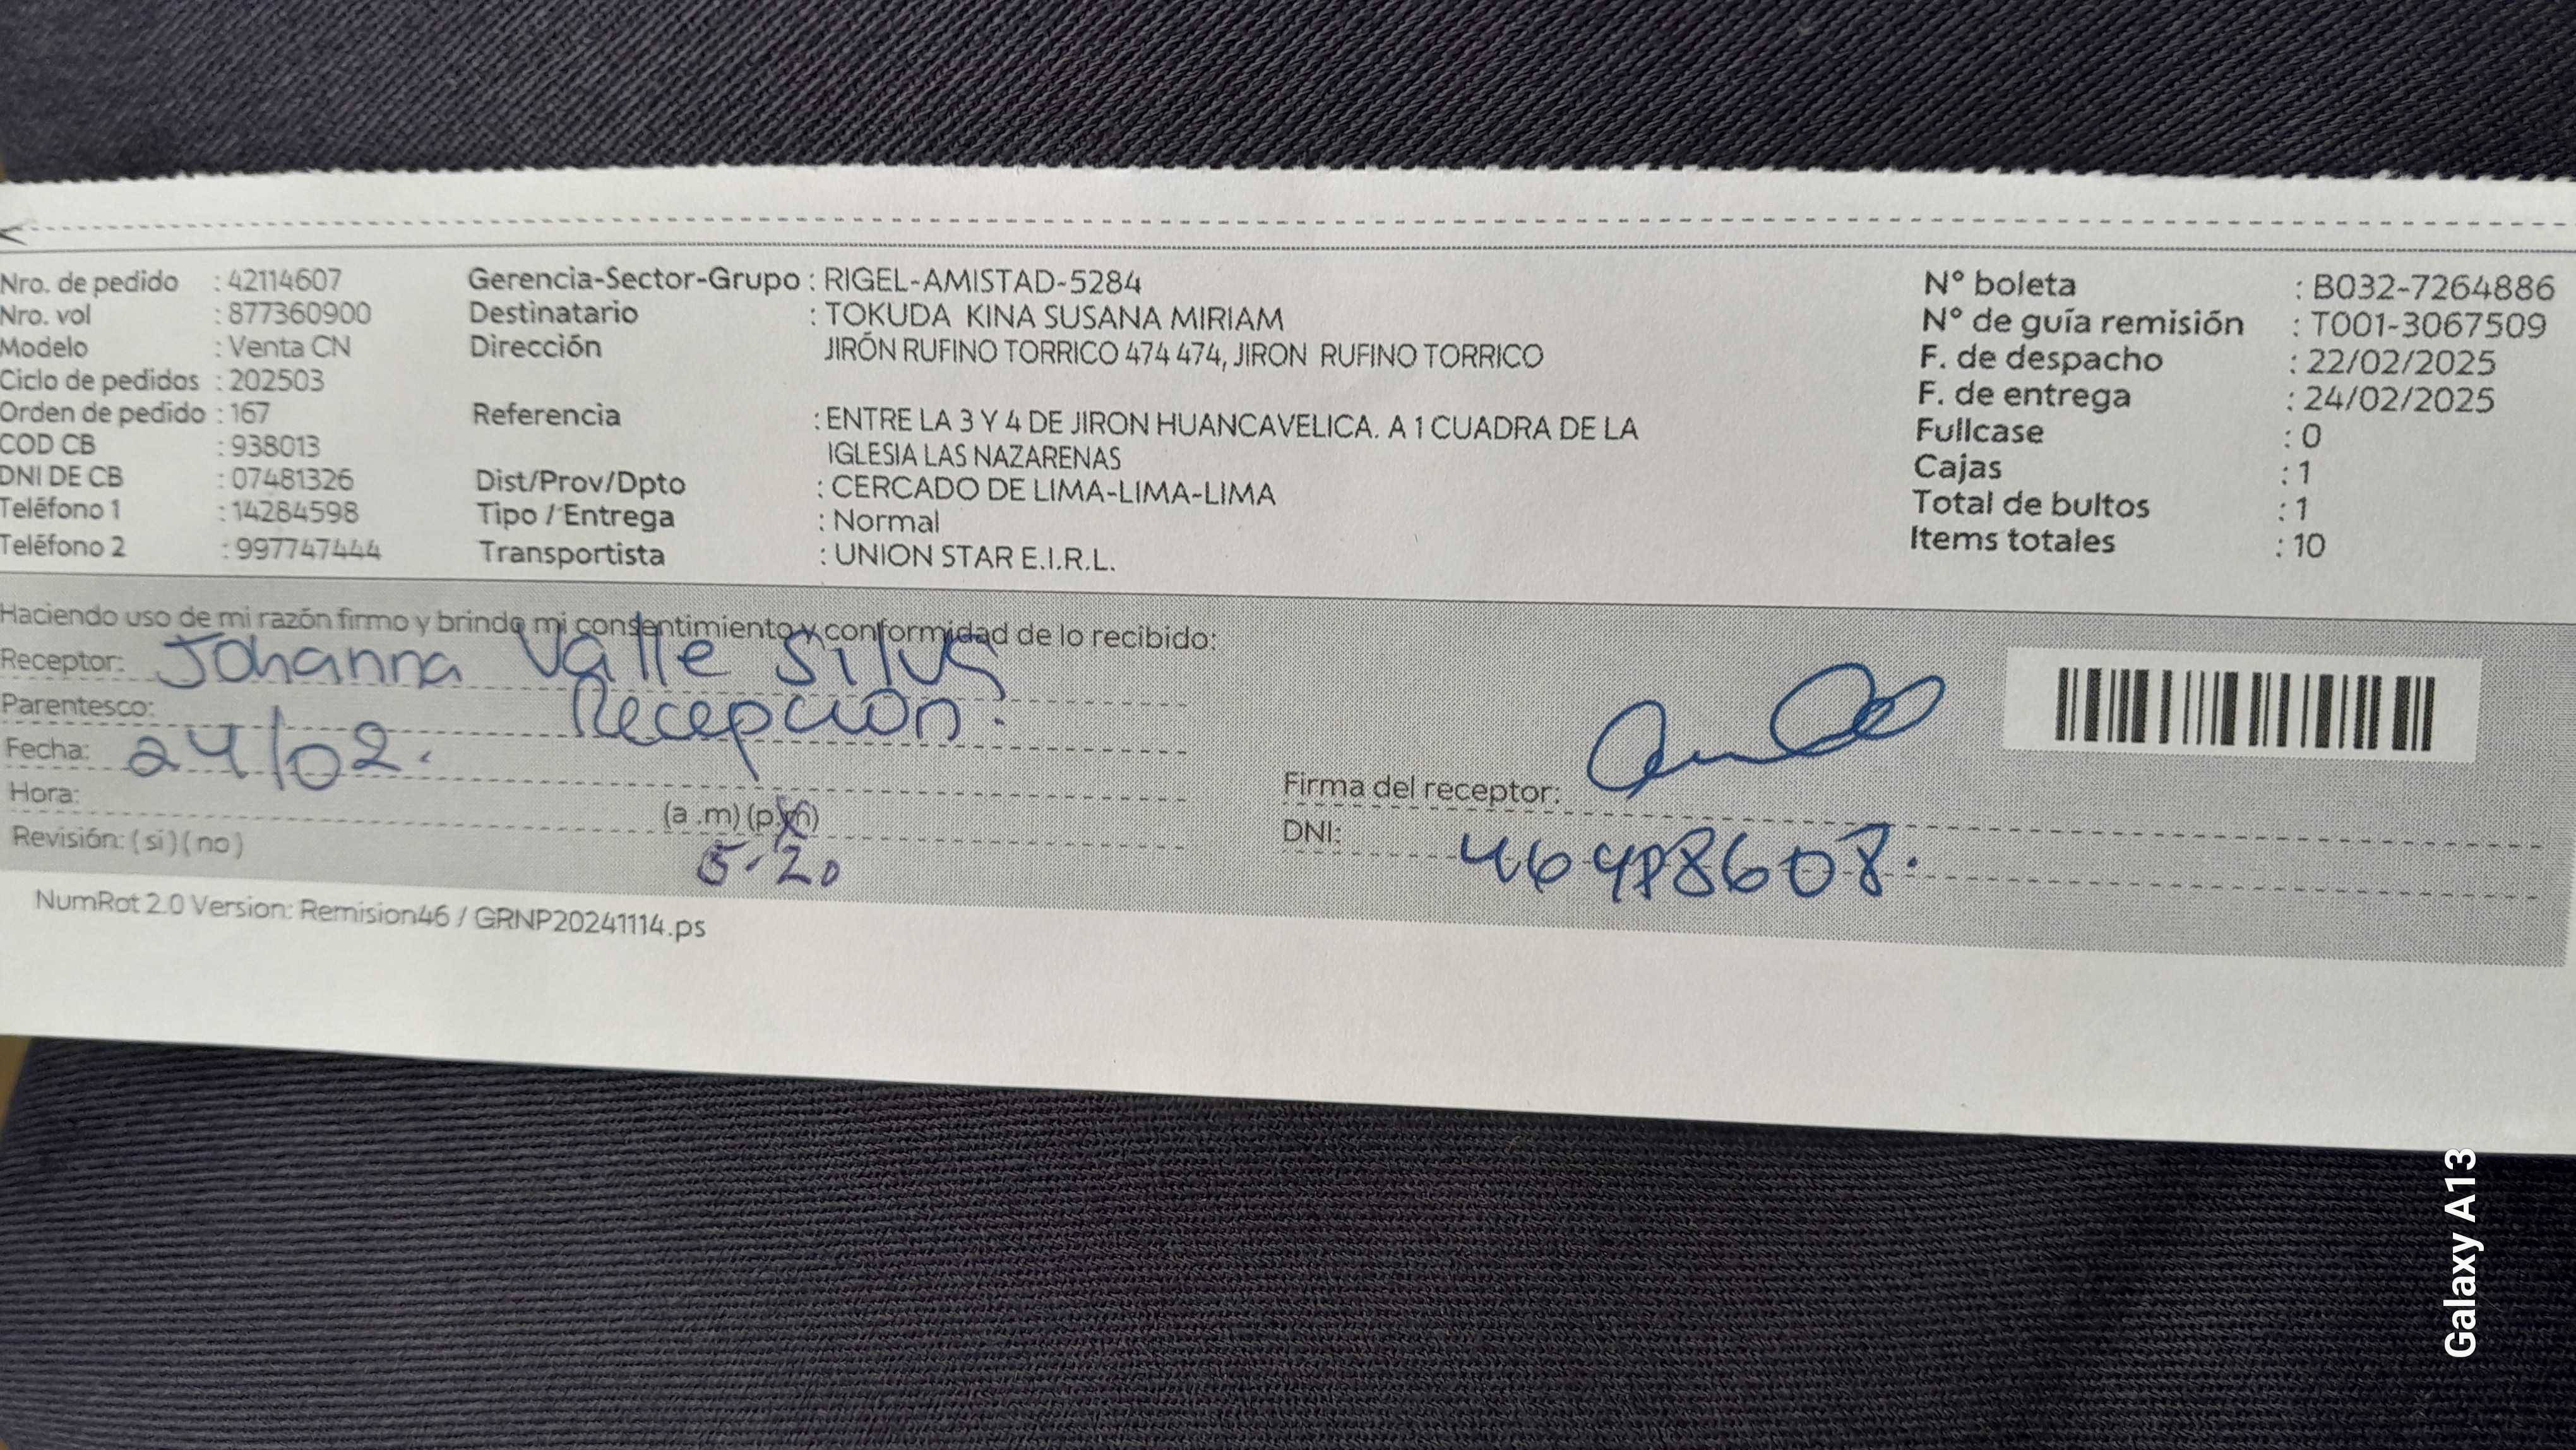 Nro. de pedido : 42114607 Gerencia-Sector-Grupo : RIGEL-AMISTAD-5284 N° boleta : B032-7264886
Nro. vol : 877360900 Destinatario : TOKUDA KINA SUSANA MIRIAM N° de guía remisión : T001-3067509
Modelo : Venta CN Dirección JIRÓN RUFINO TORRICO 474 474, JIRON RUFINO TORRICO F. de despacho : 22/02/2025
Ciclo de pedidos : 202503 F. de entrega : 24/02/2025
Orden de pedido : 167 Referencia : ENTRE LA 3 Y 4 DE JIRON HUANCAVELICA. A 1 CUADRA DE LA Fullcase : 0
COD CB : 938013 IGLESIA LAS NAZARENAS Cajas : 1
DNI DE CB : 07481326 Dist/Prov/Dpto : CERCADO DE LIMA-LIMA-LIMA Total de bultos : 1
Teléfono 1 : 14284598 Tipo / Entrega : Normal Items totales : 10
Teléfono 2 : 997747444 Transportista : UNION STAR E.I.R.L.
Haciendo uso de mi razón firmo y brindo mi consentimiento y conformidad de lo recibido:
Receptor: Johanna Valle Silva
Parentesco: Recepción.
Fecha: 24/02.
Hora: (a .m) (p.m)
5-20
Revisión: ( si ) ( no )
Firma del receptor:
DNI:
NumRot 2.0 Version: Remision46 / GRNP20241114.ps
Galaxy A13